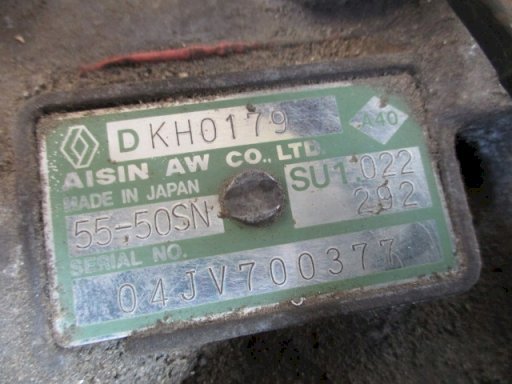 DKH0179 A40
AISIN AW CO., LTD
MADE IN JAPAN SU1 022
55-50SN 292
SERIAL NO.
04JV700377